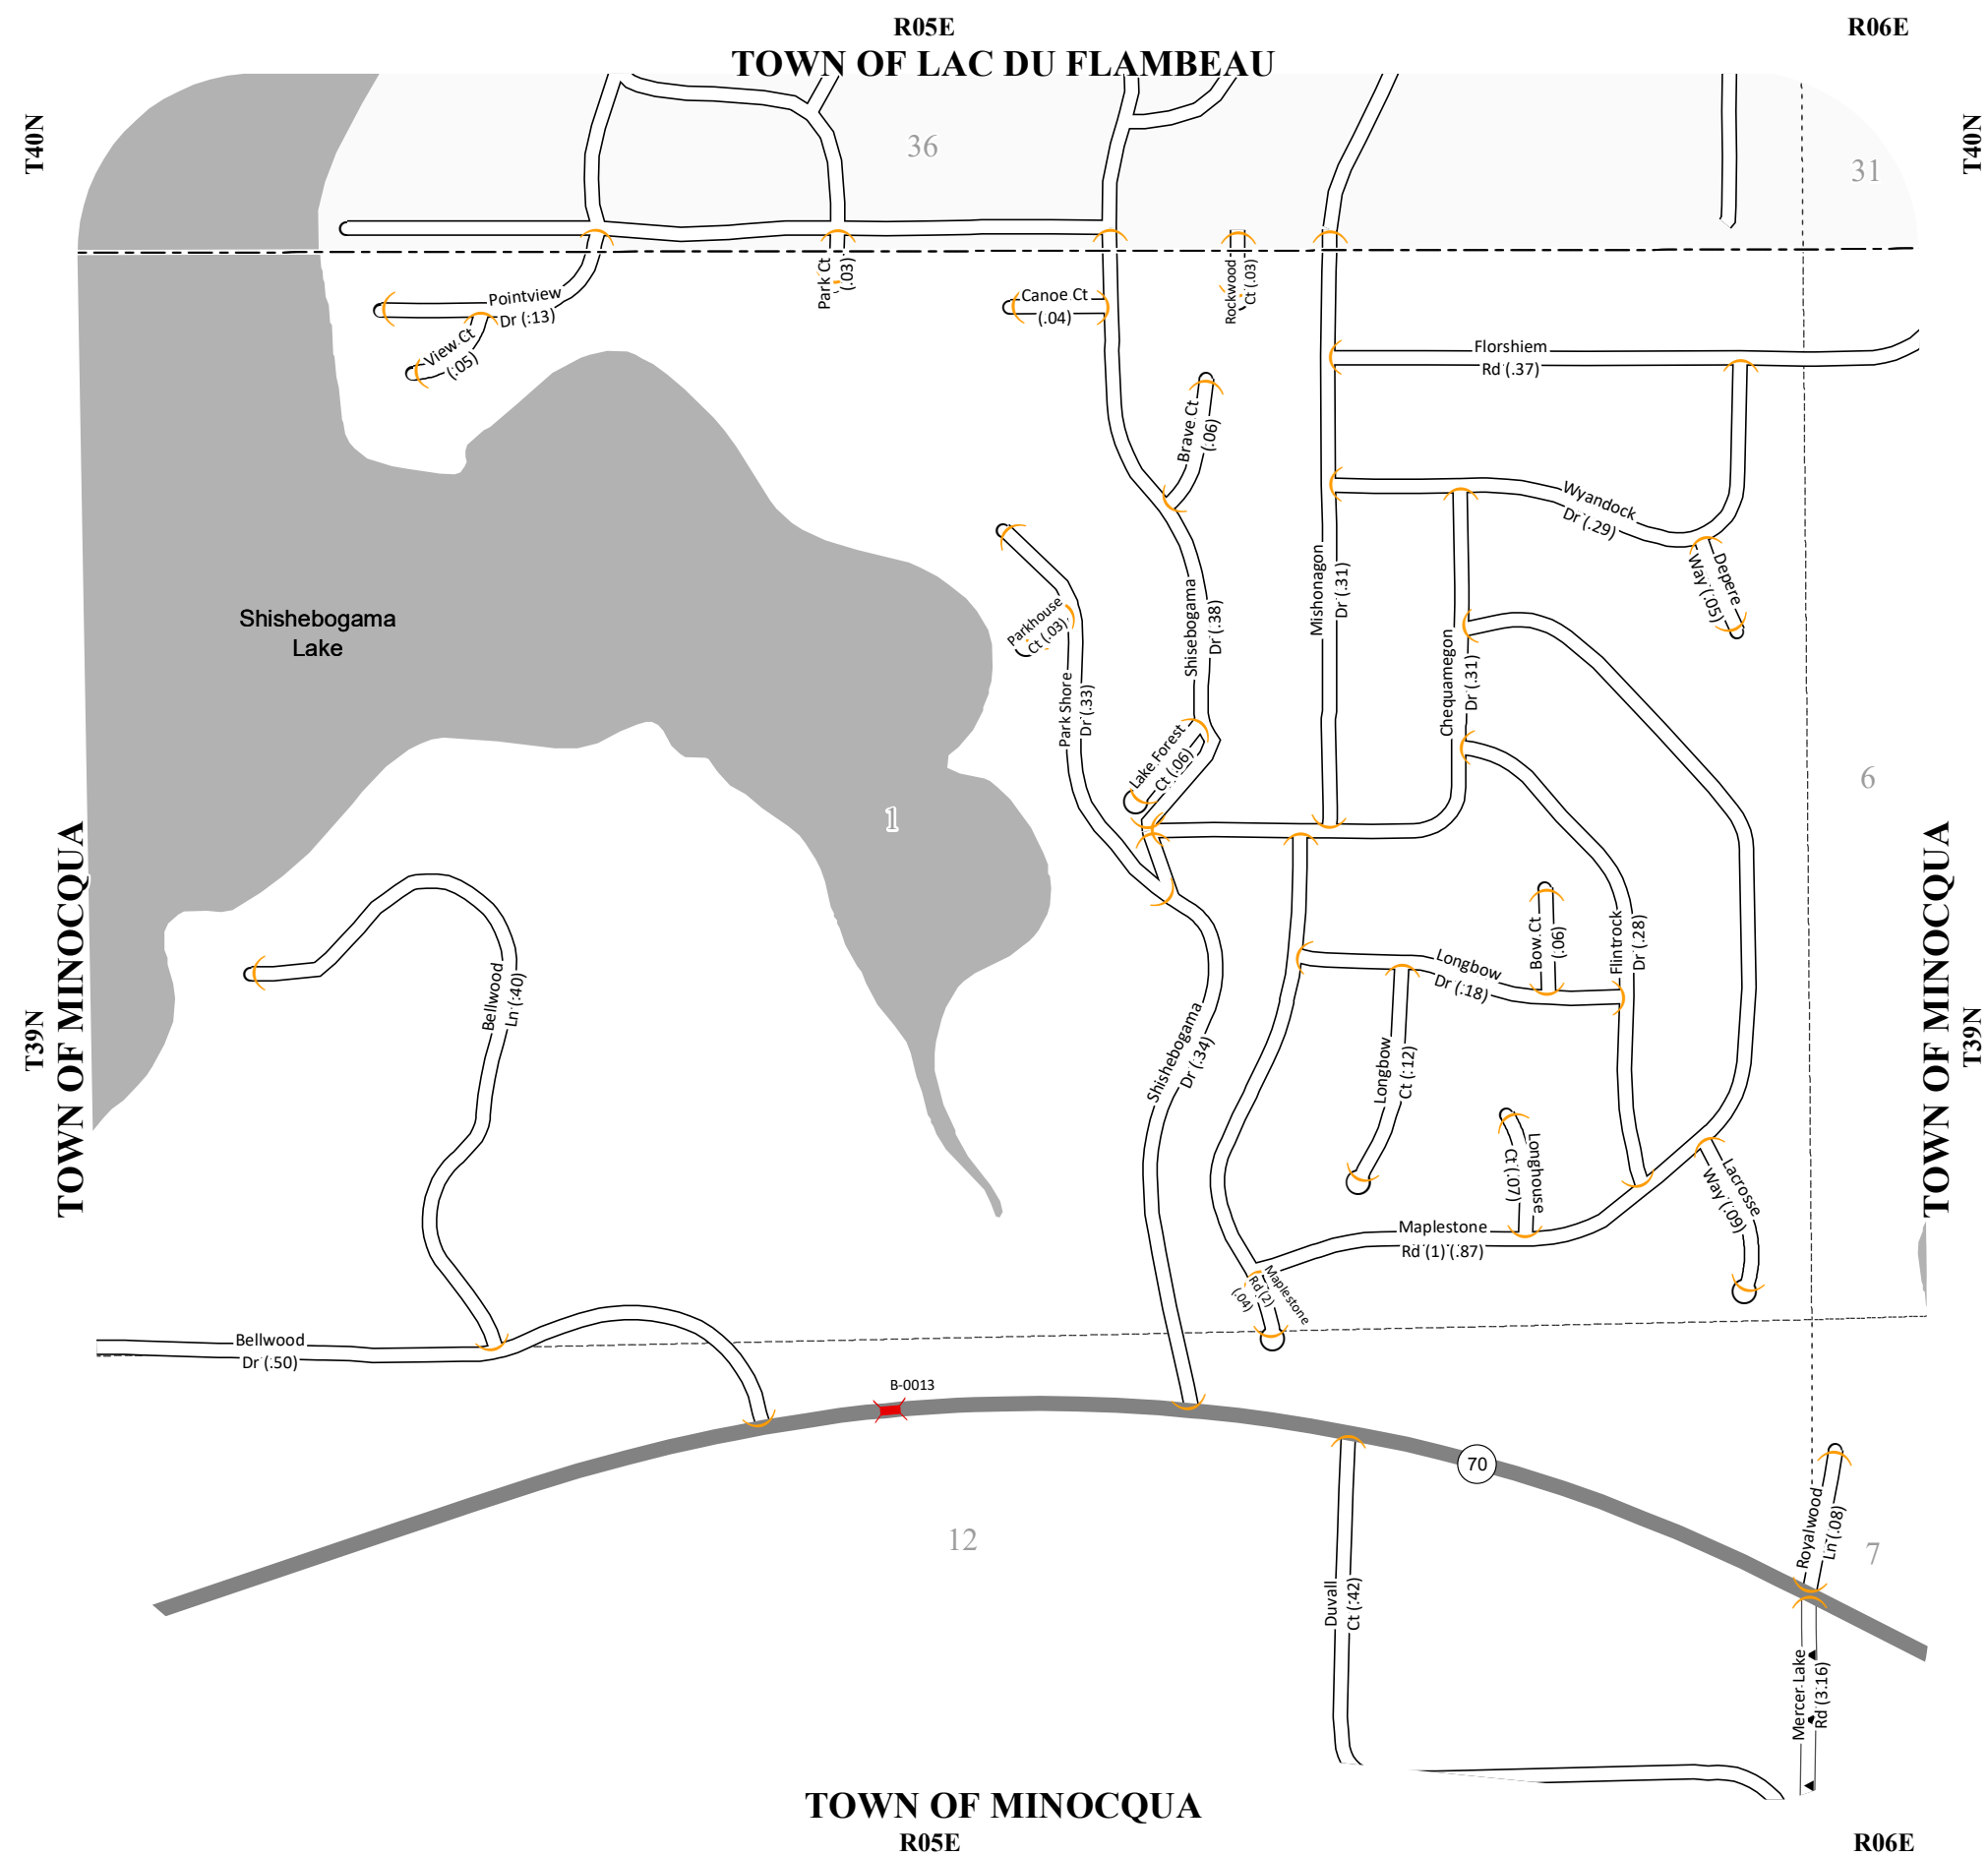 R05E
R06E
TOWN OF LAC DU FLAMBEAU
T40N
T40N
36
31
Park Ct
(.03)
Rockwood
Ct (.03)
Pointview
Dr (.13)
Canoe Ct
(.04)
View Ct
(.05)
Florshiem
Rd (.37)
Brave Ct
(.06)
Wyandock
Dr (.29)
Depere
Way (.05)
Mishonagon
Dr (.31)
Shishebogama
Lake
Parkhouse
Ct (.03)
Shisebogama
Dr (.38)
Chequamegon
Dr (.31)
Park Shore
Dr (.33)
Lake Forest
Ct (.06)
6
1
TOWN OF MINOCQUA
TOWN OF MINOCQUA
T39N
T39N
Bow Ct
(.06)
Flintrock
Dr (.28)
Longbow
Dr (.18)
Bellwood
Ln (.40)
Shishebogama
Dr (.34)
Longbow
Ct (.12)
Longhouse
Ct (.07)
Lacrosse
Way (.09)
Maplestone
Rd (1) (.87)
Maplestone
Rd (2)
(.04)
Bellwood
Dr (.50)
B-0013
70
12
7
Royalwood
Ln (.08)
Duvall
Ct (.42)
Mercer Lake
Rd (3.16)
TOWN OF MINOCQUA
R05E
R06E